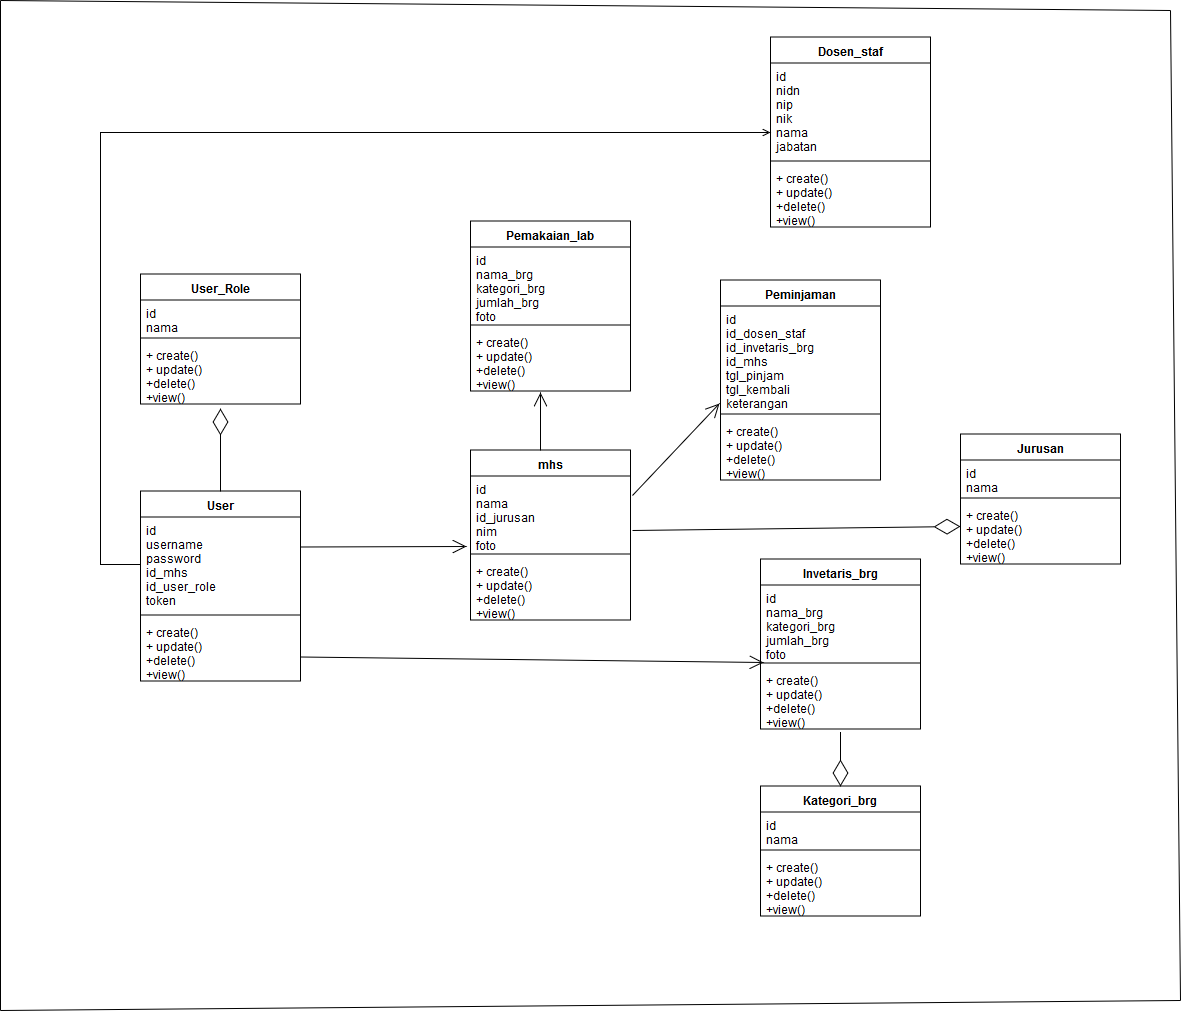 Dosen_staf
id
nidn
nip
nik
nama
jabatan
+ create()
+ update()
+delete()
+view()
Pemakaian_lab
id
nama_brg
kategori_brg
jumlah_brg
foto
+ create()
+ update()
+delete()
+view()
User_Role
id
nama
+ create()
+ update()
+delete()
+view()
Peminjaman
id
id_dosen_staf
id_invetaris_brg
id_mhs
tgl_pinjam
tgl_kembali
keterangan
+ create()
+ update()
+delete()
+view()
Jurusan
id
nama
+ create()
+ update()
+delete()
+view()
mhs
id
nama
id_jurusan
nim
foto
+ create()
+ update()
+delete()
+view()
User
id
username
password
id_mhs
id_user_role
token
+ create()
+ update()
+delete()
+view()
Invetaris_brg
id
nama_brg
kategori_brg
jumlah_brg
foto
+ create()
+ update()
+delete()
+view()
Kategori_brg
id
nama
+ create()
+ update()
+delete()
+view()